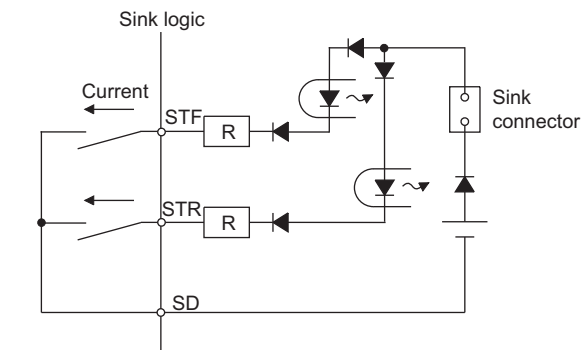 Sink logic
Current
STF
R
Sink
connector
STR
R
SD